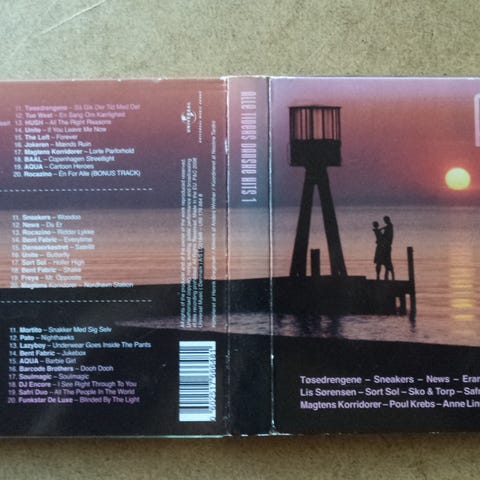 11. Tøsedrengene – Så Gik Der Tid Med Det
12. Tue West – En Sang Om Kærlighed
13. HUSH – All The Right Reasons
14. Unite – If You Leave Me Now
15. The Loft – Forever
16. Jokeren – Mænds Ruin
17. Magtens Korridorer – Lorte Parforhold
18. BAAL – Copenhagen Streetlight
19. AQUA – Cartoon Heroes
20. Rocazino – En For Alle (BONUS TRACK)
11. Sneakers – Woodoo
12. News – Du Er
13. Rocazino – Ridder Lykke
14. Bent Fabric – Everytime
15. Danseorkestret – Satellit
16. Unite – Butterfly
17. Sort Sol – Holler High
18. Bent Fabric – Shake
19. Freya – Mr. Opposite
20. Magtens Korridorer – Nordhavn Station
11. Mortito – Snakker Med Sig Selv
12. Pato – Nighthawks
13. Lazyboy – Underwear Goes Inside The Pants
14. Bent Fabric – Jukebox
15. AQUA – Barbie Girl
16. Barcode Brothers – Dooh Dooh
17. Soulmagic – Soulmagic
18. DJ Encore – I See Right Through To You
19. Safri Duo – All The People In The World
20. Funkstar De Luxe – Blinded By The Light
UNIVERSAL
UNIVERSAL MUSIC GROUP
ALLE TIDERS DANSKE HITS 1
Tøsedrengene – Sneakers – News – Eran
Lis Sørensen – Sort Sol – Sko & Torp – Safr
Magtens Korridorer – Poul Krebs – Anne Lin